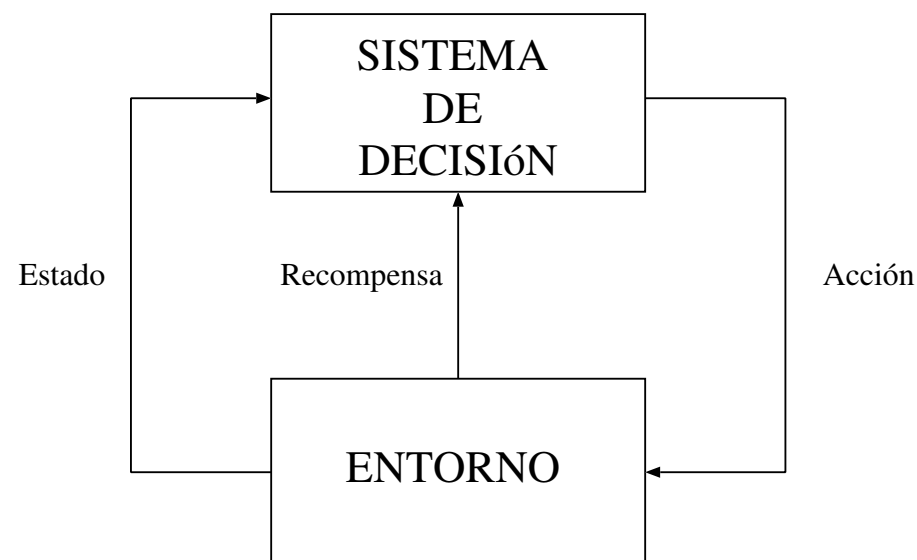 SISTEMA
DE
DECISIóN
Estado
Recompensa
Acción
ENTORNO